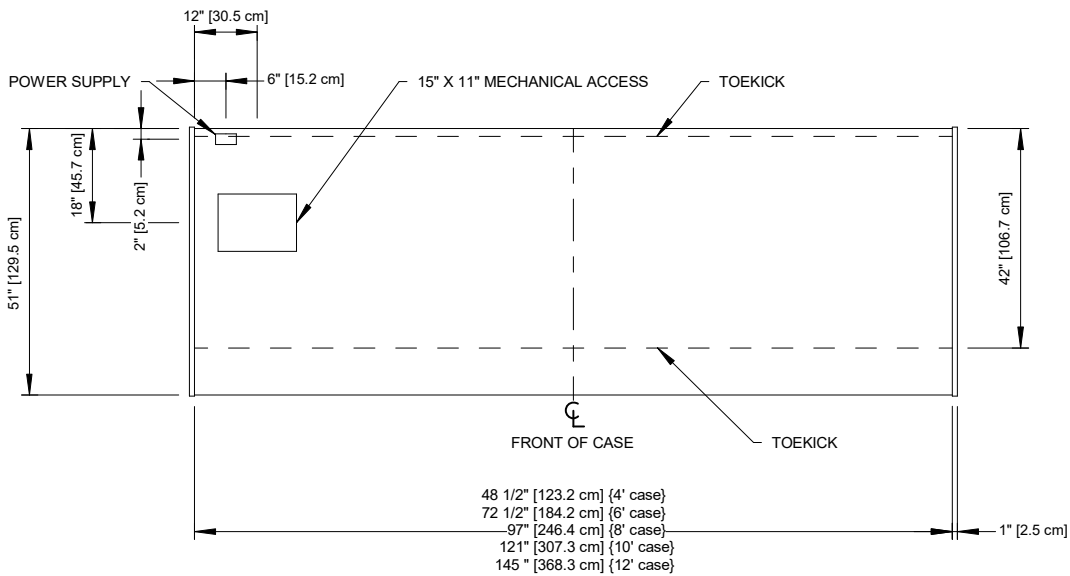 12" [30.5 cm]
POWER SUPPLY
6" [15.2 cm]
15" X 11" MECHANICAL ACCESS
TOEKICK
51" [129.5 cm]
18" [45.7 cm]
2" [5.2 cm]
42" [106.7 cm]
℄
FRONT OF CASE
TOEKICK
48 1/2" [123.2 cm] {4' case}
72 1/2" [184.2 cm] {6' case}
97" [246.4 cm] {8' case}
121" [307.3 cm] {10' case}
145 " [368.3 cm] {12' case}
1" [2.5 cm]